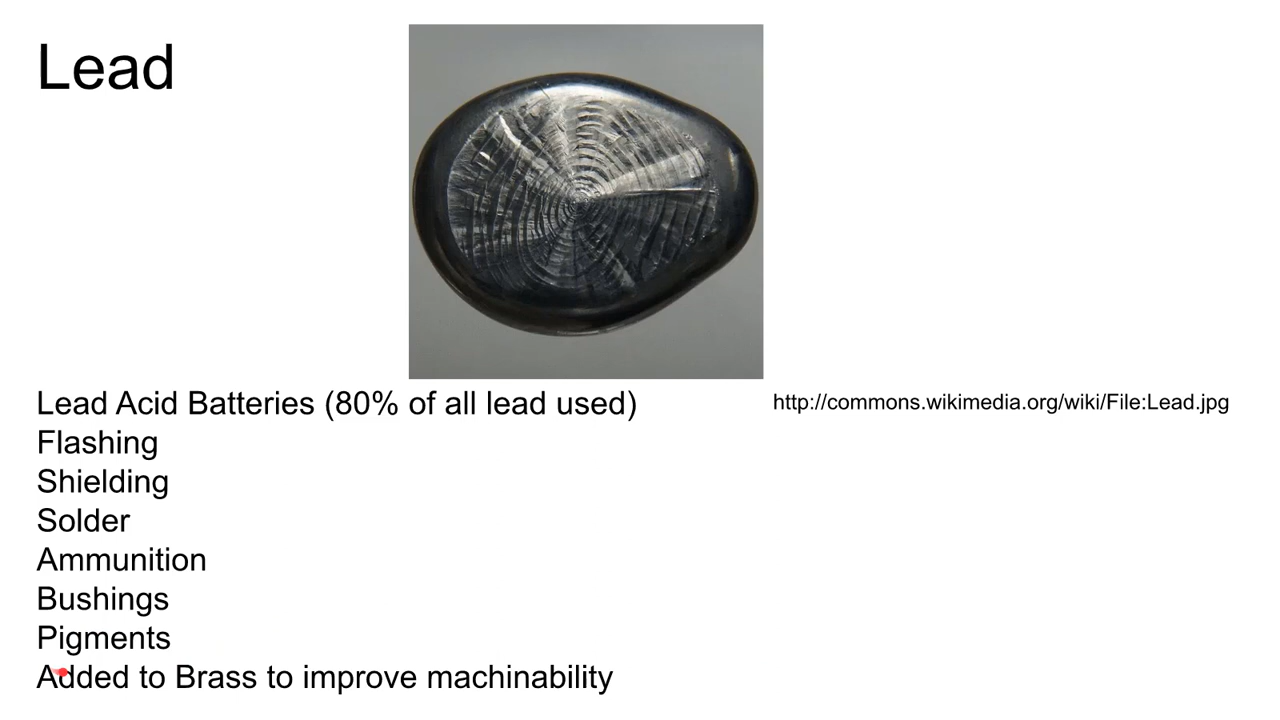 Lead
Lead Acid Batteries (80% of all lead used)
http://commons.wikimedia.org/wiki/File:Lead.jpg
Flashing
Shielding
Solder
Ammunition
Bushings
Pigments
Added to Brass to improve machinability